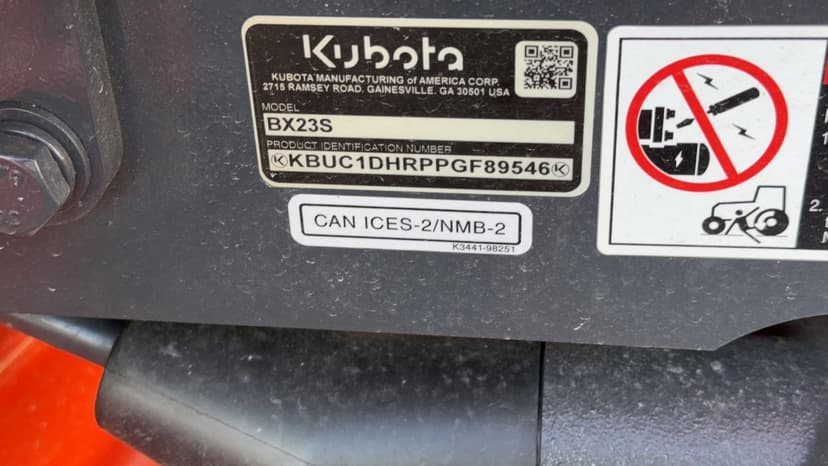 Kubota
KUBOTA MANUFACTURING of AMERICA CORP.
2715 RAMSEY ROAD. GAINESVILLE. GA 30501 USA
MODEL
BX23S
PRODUCT IDENTIFICATION NUMBER
KBUC1DHRPPGF89546
CAN ICES-2/NMB-2
K3441-98251
2.